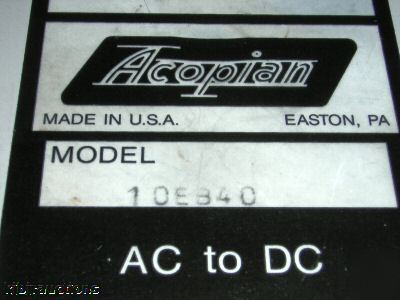 Acopian
MADE IN U.S.A. EASTON, PA
MODEL
10EB40
AC to DC